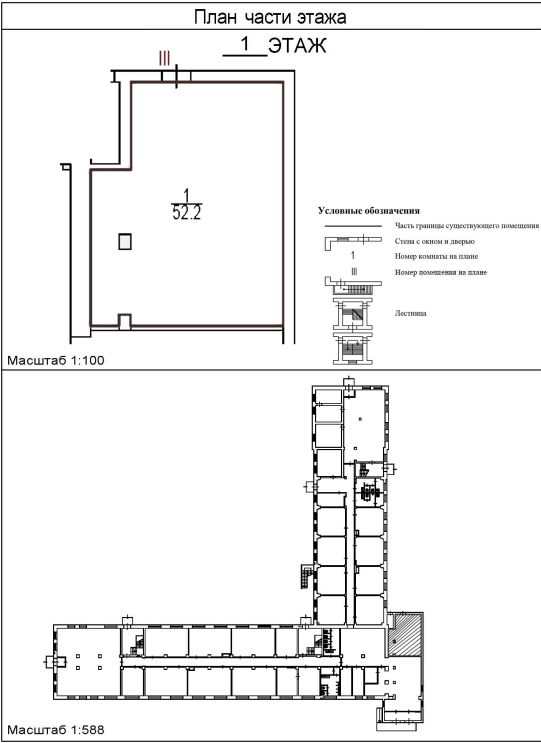 План части этажа
1 ЭТАЖ
III
1
52.2
Условные обозначения
Часть границы существующего помещения
Стена с окном и дверью
1 Номер комнаты на плане
III Номер помещения на плане
Лестница
Масштаб 1:100
Масштаб 1:588